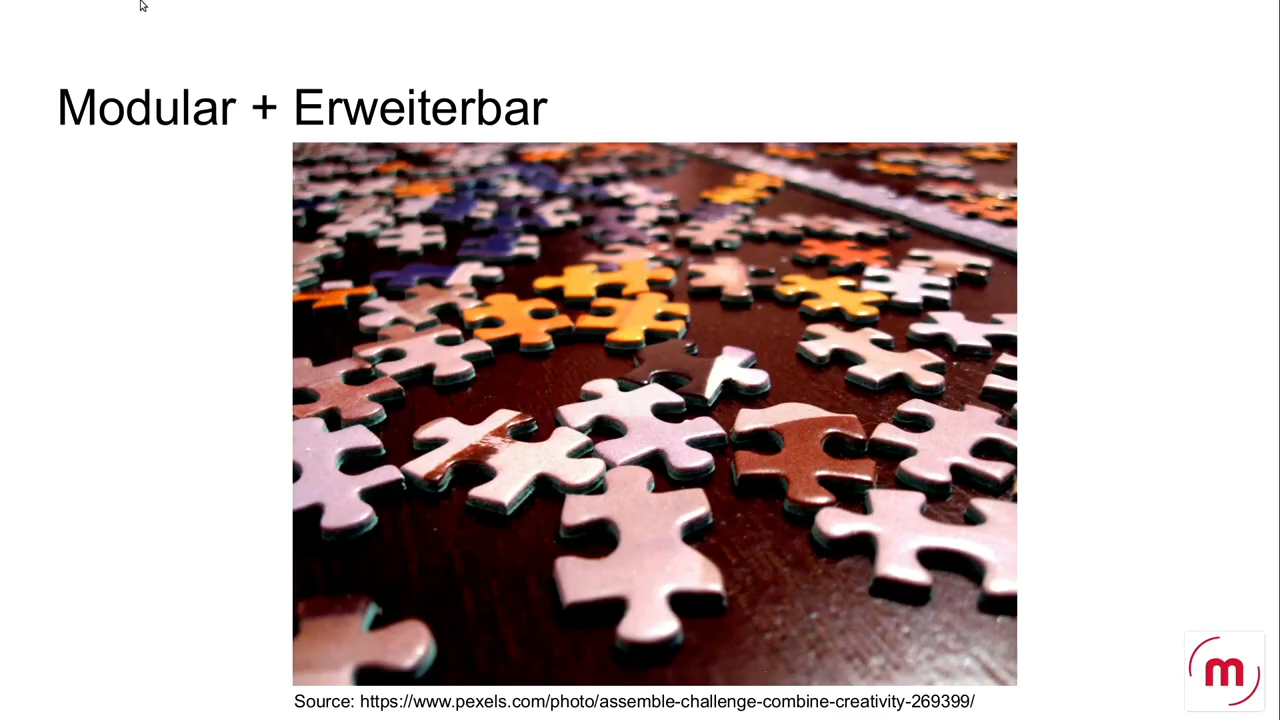 Modular + Erweiterbar
Source: https://www.pexels.com/photo/assemble-challenge-combine-creativity-269399/
m